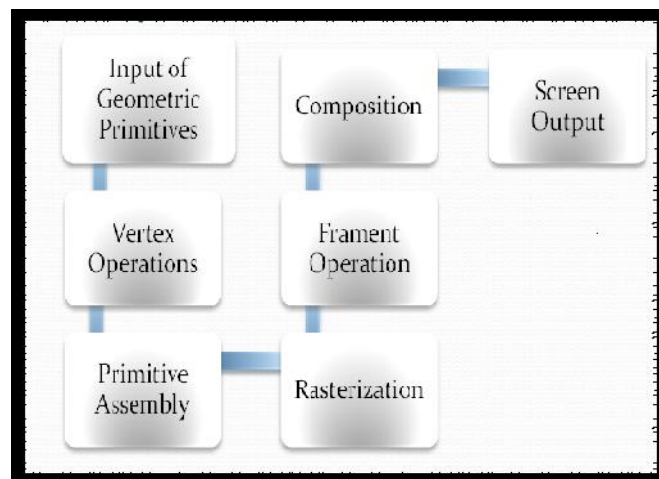 Input of
Geometric
Primitives
Vertex
Operations
Primitive
Assembly
Rasterization
Frament
Operation
Composition
Screen
Output